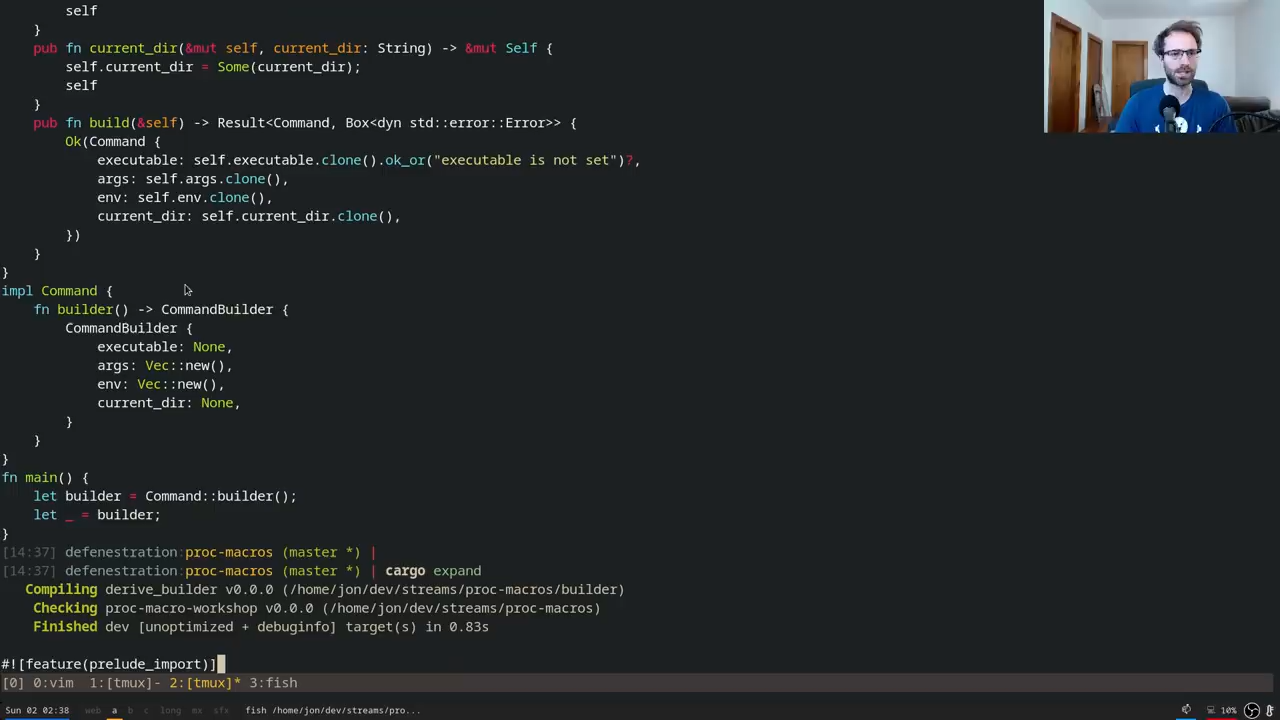 self
    }
    pub fn current_dir(&mut self, current_dir: String) -> &mut Self {
        self.current_dir = Some(current_dir);
        self
    }
    pub fn build(&self) -> Result<Command, Box<dyn std::error::Error>> {
        Ok(Command {
            executable: self.executable.clone().ok_or("executable is not set")?,
            args: self.args.clone(),
            env: self.env.clone(),
            current_dir: self.current_dir.clone(),
        })
    }
}
impl Command {
    fn builder() -> CommandBuilder {
        CommandBuilder {
            executable: None,
            args: Vec::new(),
            env: Vec::new(),
            current_dir: None,
        }
    }
}
fn main() {
    let builder = Command::builder();
    let _ = builder;
}
[14:37] defenestration:proc-macros (master *) |
[14:37] defenestration:proc-macros (master *) | cargo expand
   Compiling derive_builder v0.0.0 (/home/jon/dev/streams/proc-macros/builder)
    Checking proc-macro-workshop v0.0.0 (/home/jon/dev/streams/proc-macros)
    Finished dev [unoptimized + debuginfo] target(s) in 0.83s
#![feature(prelude_import)]
[0] 0:vim  1:[tmux]- 2:[tmux]* 3:fish
Sun 02 02:38 web a b c long mx sfx fish /home/jon/dev/streams/pro... 10%